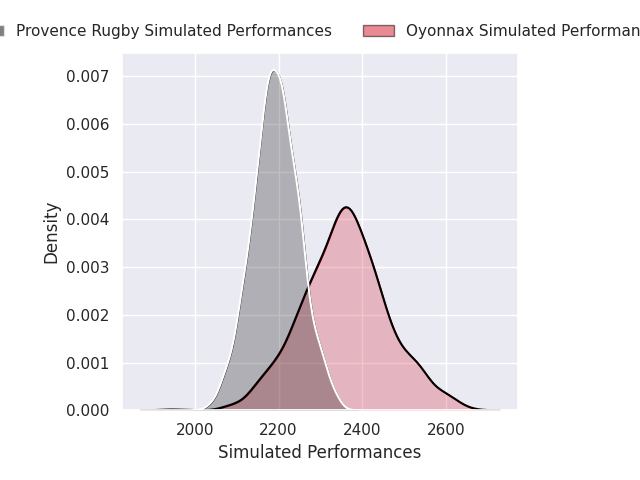 Provence Rugby Simulated Performances
Oyonnax Simulated Performan
0.007
0.006
0.005
0.004
0.003
0.002
0.001
0.000
Density
2000 2200 2400 2600
Simulated Performances